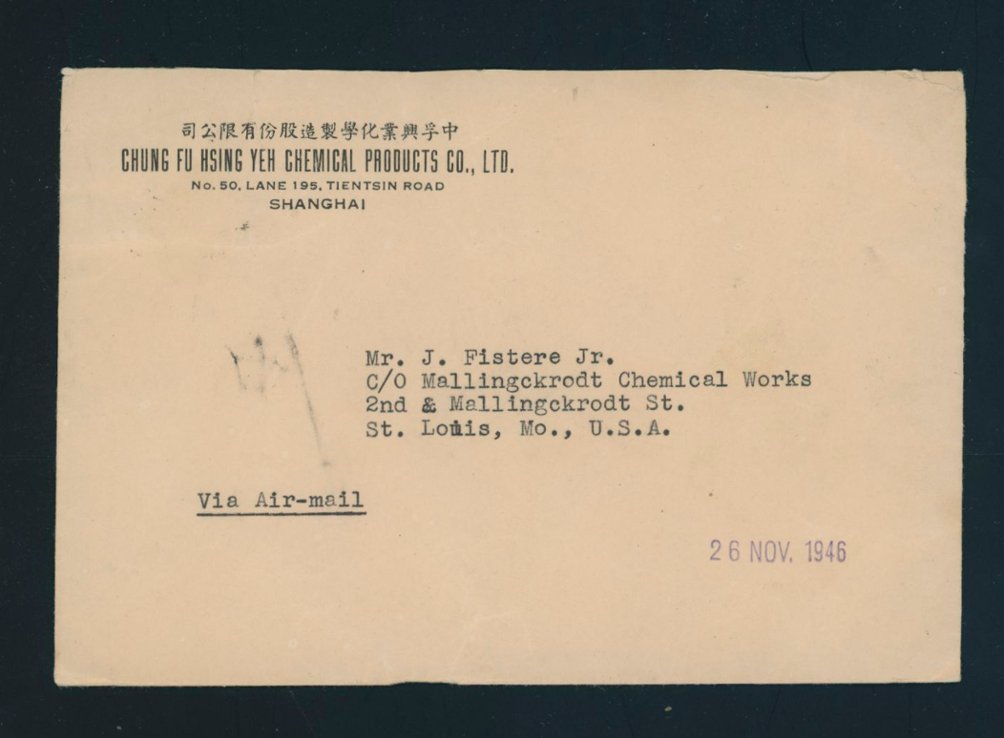 中孚興業化學製造股份有限公司
CHUNG FU HSING YEH CHEMICAL PRODUCTS CO., LTD.
No. 50, LANE 195, TIENTSIN ROAD
SHANGHAI
Mr. J. Fistere Jr.
C/O Mallingckrodt Chemical Works
2nd & Mallingckrodt St.
St. Louis, Mo., U.S.A.
Via Air-mail
26 NOV. 1946